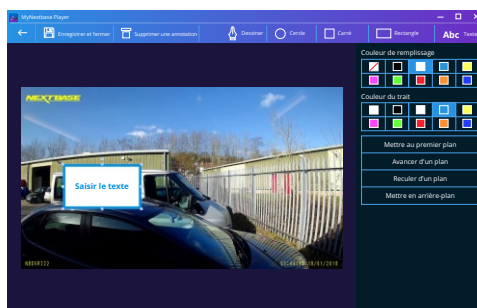 MyNextbase Player
Enregistrer et fermer
Supprimer une annotation
Dessiner
Cercle
Carré
Rectangle
Abc Texte
Couleur de remplissage
NEXTBASE
Couleur du trait
Mettre au premier plan
Avancer d'un plan
Reculer d'un plan
Mettre en arrière-plan
Saisir le texte